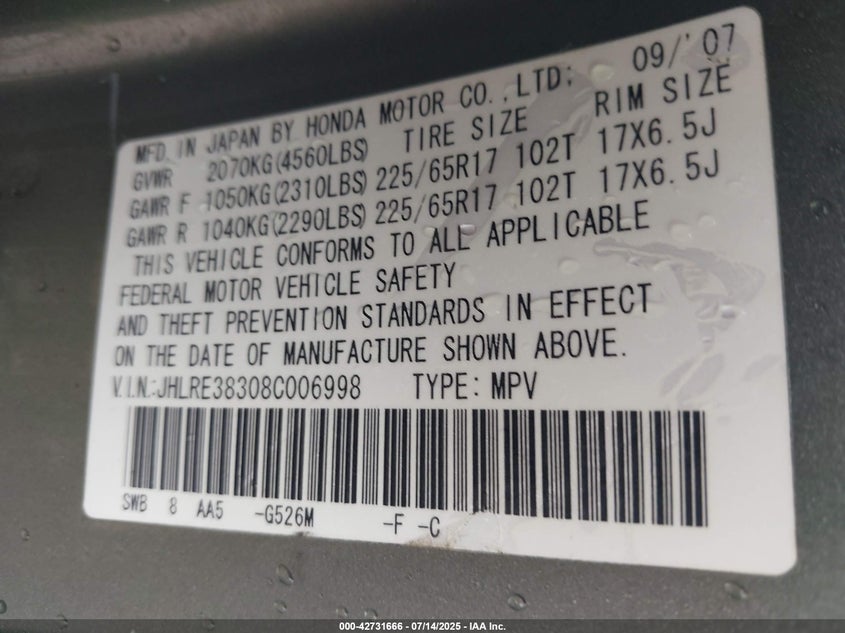 MFD. IN JAPAN BY HONDA MOTOR CO.,LTD; 09/'07
GVWR 2070KG(4560LBS) TIRE SIZE RIM SIZE
GAWR F 1050KG(2310LBS) 225/65R17 102T 17X6.5J
GAWR R 1040KG(2290LBS) 225/65R17 102T 17X6.5J
THIS VEHICLE CONFORMS TO ALL APPLICABLE
FEDERAL MOTOR VEHICLE SAFETY
AND THEFT PREVENTION STANDARDS IN EFFECT
ON THE DATE OF MANUFACTURE SHOWN ABOVE.
V.I.N.:JHLRE38308C006998 TYPE: MPV
SWB 8 AA5 -G526M -F -C
000-42731666 - 07/14/2025 - IAA Inc.